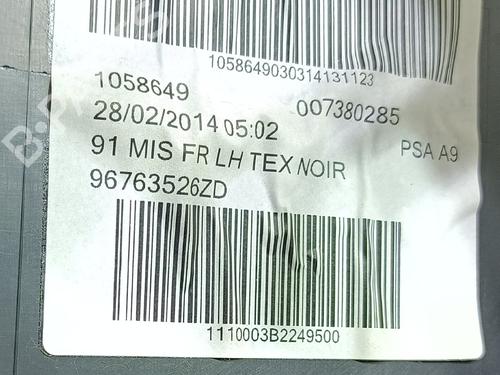 1058649030314131123
1058649 007380285
28/02/2014 05:02
91 MIS FR LH TEX NOIR PSA A9
96763526ZD
1110003B2249500